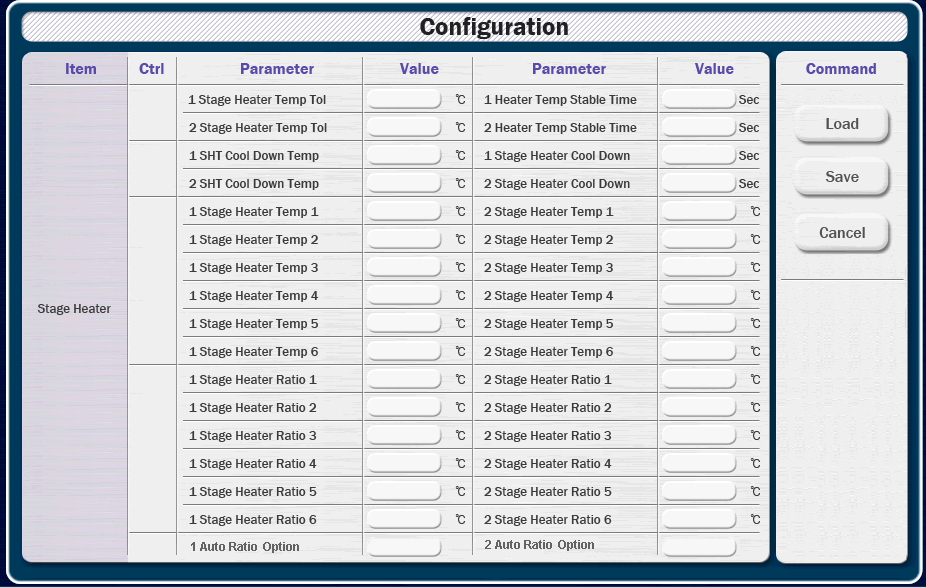 Configuration
Item Ctrl Parameter Value Parameter Value Command
1 Stage Heater Temp Tol ℃ 1 Heater Temp Stable Time Sec
2 Stage Heater Temp Tol ℃ 2 Heater Temp Stable Time Sec
1 SHT Cool Down Temp ℃ 1 Stage Heater Cool Down Sec
2 SHT Cool Down Temp ℃ 2 Stage Heater Cool Down Sec
1 Stage Heater Temp 1 ℃ 2 Stage Heater Temp 1 ℃
1 Stage Heater Temp 2 ℃ 2 Stage Heater Temp 2 ℃
1 Stage Heater Temp 3 ℃ 2 Stage Heater Temp 3 ℃
1 Stage Heater Temp 4 ℃ 2 Stage Heater Temp 4 ℃
Stage Heater
1 Stage Heater Temp 5 ℃ 2 Stage Heater Temp 5 ℃
1 Stage Heater Temp 6 ℃ 2 Stage Heater Temp 6 ℃
1 Stage Heater Ratio 1 ℃ 2 Stage Heater Ratio 1 ℃
1 Stage Heater Ratio 2 ℃ 2 Stage Heater Ratio 2 ℃
1 Stage Heater Ratio 3 ℃ 2 Stage Heater Ratio 3 ℃
1 Stage Heater Ratio 4 ℃ 2 Stage Heater Ratio 4 ℃
1 Stage Heater Ratio 5 ℃ 2 Stage Heater Ratio 5 ℃
1 Stage Heater Ratio 6 ℃ 2 Stage Heater Ratio 6 ℃
1 Auto Ratio Option 2 Auto Ratio Option
Load
Save
Cancel